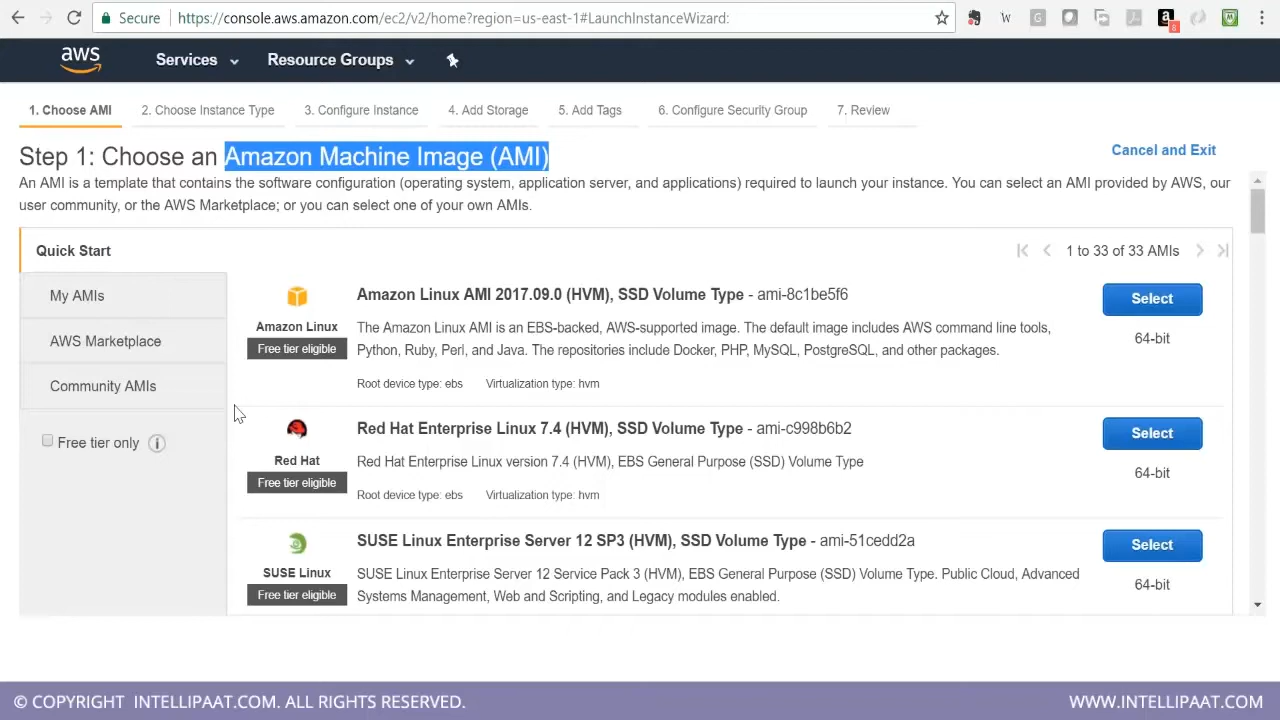 Secure https://console.aws.amazon.com/ec2/v2/home?region=us-east-1#LaunchInstanceWizard:
aws Services Resource Groups
1. Choose AMI 2. Choose Instance Type 3. Configure Instance 4. Add Storage 5. Add Tags 6. Configure Security Group 7. Review
Step 1: Choose an Amazon Machine Image (AMI)
Cancel and Exit
An AMI is a template that contains the software configuration (operating system, application server, and applications) required to launch your instance. You can select an AMI provided by AWS, our
user community, or the AWS Marketplace; or you can select one of your own AMIs.
Quick Start
1 to 33 of 33 AMIs
My AMIs
AWS Marketplace
Community AMIs
Free tier only
Amazon Linux
Free tier eligible
Amazon Linux AMI 2017.09.0 (HVM), SSD Volume Type - ami-8c1be5f6
The Amazon Linux AMI is an EBS-backed, AWS-supported image. The default image includes AWS command line tools,
Python, Ruby, Perl, and Java. The repositories include Docker, PHP, MySQL, PostgreSQL, and other packages.
Root device type: ebs Virtualization type: hvm
Select
64-bit
Red Hat
Free tier eligible
Red Hat Enterprise Linux 7.4 (HVM), SSD Volume Type - ami-c998b6b2
Red Hat Enterprise Linux version 7.4 (HVM), EBS General Purpose (SSD) Volume Type
Root device type: ebs Virtualization type: hvm
Select
64-bit
SUSE Linux
Free tier eligible
SUSE Linux Enterprise Server 12 SP3 (HVM), SSD Volume Type - ami-51cedd2a
SUSE Linux Enterprise Server 12 Service Pack 3 (HVM), EBS General Purpose (SSD) Volume Type. Public Cloud, Advanced
Systems Management, Web and Scripting, and Legacy modules enabled.
Select
64-bit
© COPYRIGHT INTELLIPAAT.COM. ALL RIGHTS RESERVED.
WWW.INTELLIPAAT.COM